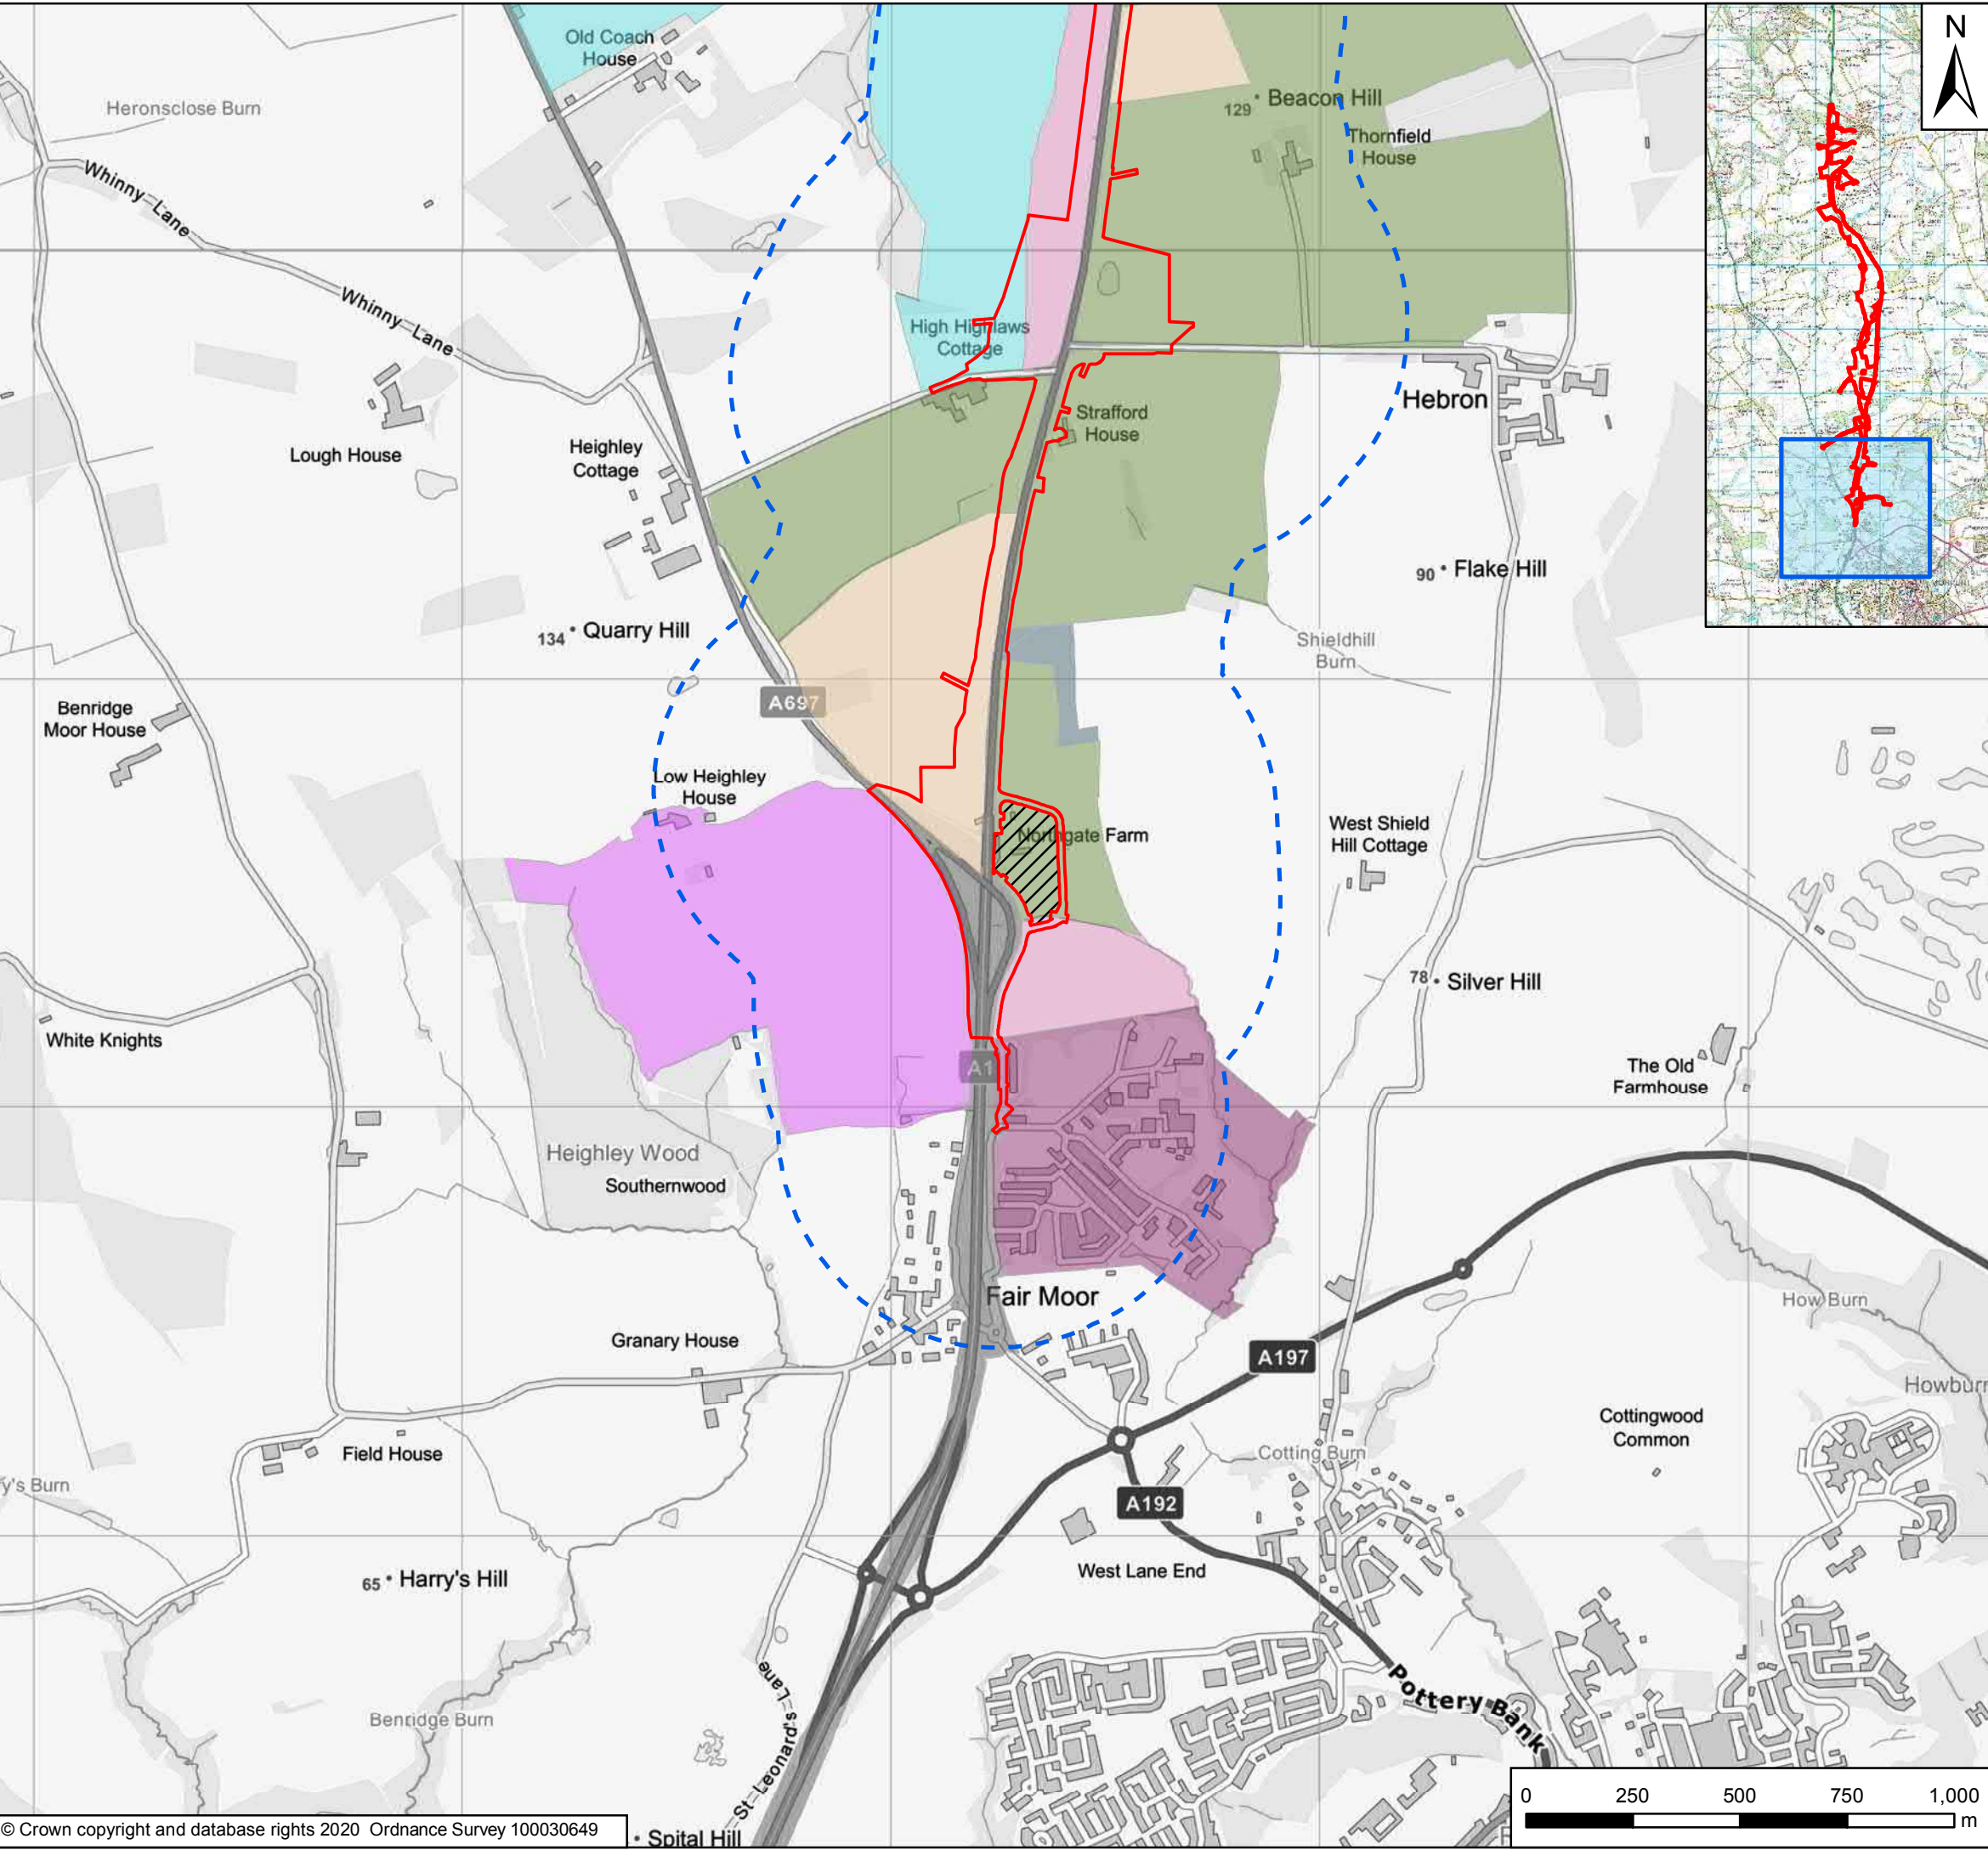 Old Coach
House
Heronsclose Burn
129 Beacon Hill
Thornfield
House
N
Whinny Lane
Whinny Lane
High Highlaws
Cottage
Hebron
Strafford
House
Lough House
Heighley
Cottage
90 Flake Hill
134 Quarry Hill
Shieldhill
Burn
A697
Benridge
Moor House
Low Heighley
House
Northgate Farm
West Shield
Hill Cottage
78 Silver Hill
White Knights
A1
The Old
Farmhouse
Heighley Wood
Southernwood
Fair Moor
How Burn
Granary House
A197
Howburn
Cottingwood
Common
Field House
Cotting Burn
y's Burn
A192
65 Harry's Hill
West Lane End
St Leonard's Lane
Pottery Bank
Benridge Burn
0 250 500 750 1,000
m
© Crown copyright and database rights 2020 Ordnance Survey 100030649
Spital Hill